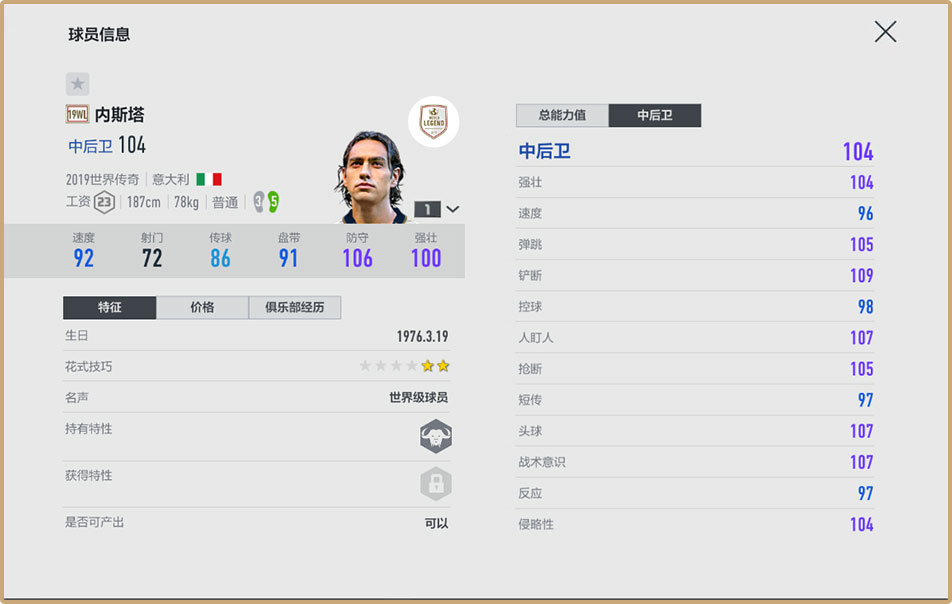 球员信息
19WL 内斯塔
中后卫 104
2019世界传奇 意大利
工资 23 187cm 78kg 普通 3 5
LEGEND
1
速度 射门 传球 盘带 防守 强壮
92 72 86 91 106 100
特征 价格 俱乐部经历
生日 1976.3.19
花式技巧
名声 世界级球员
持有特性
获得特性
是否可产出 可以
总能力值 中后卫
中后卫 104
强壮 104
速度 96
弹跳 105
铲断 109
控球 98
人盯人 107
抢断 105
短传 97
头球 107
战术意识 107
反应 97
侵略性 104